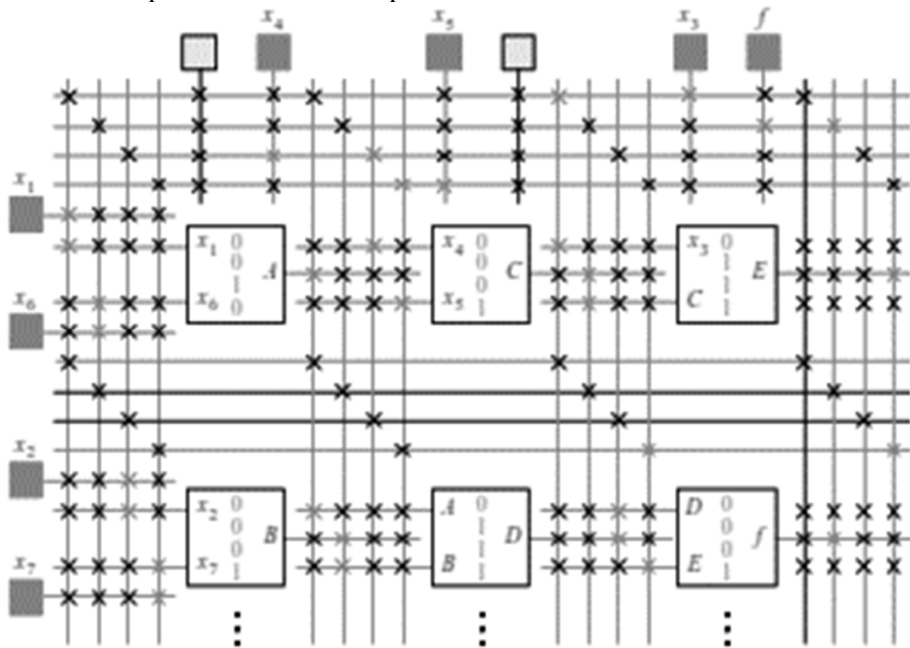 x₄ x₅ x₃ f
x₁
x₁ 0 x₄ 0 x₃ 0
0 A 0 C 1 E
1 0 1
x₆ 0 x₅ 1 C 1
x₆
x₂
x₂ 0 A 0 D 0
0 B 1 D 0 f
0 1 0
x₇ 1 B 1 E 1
x₇